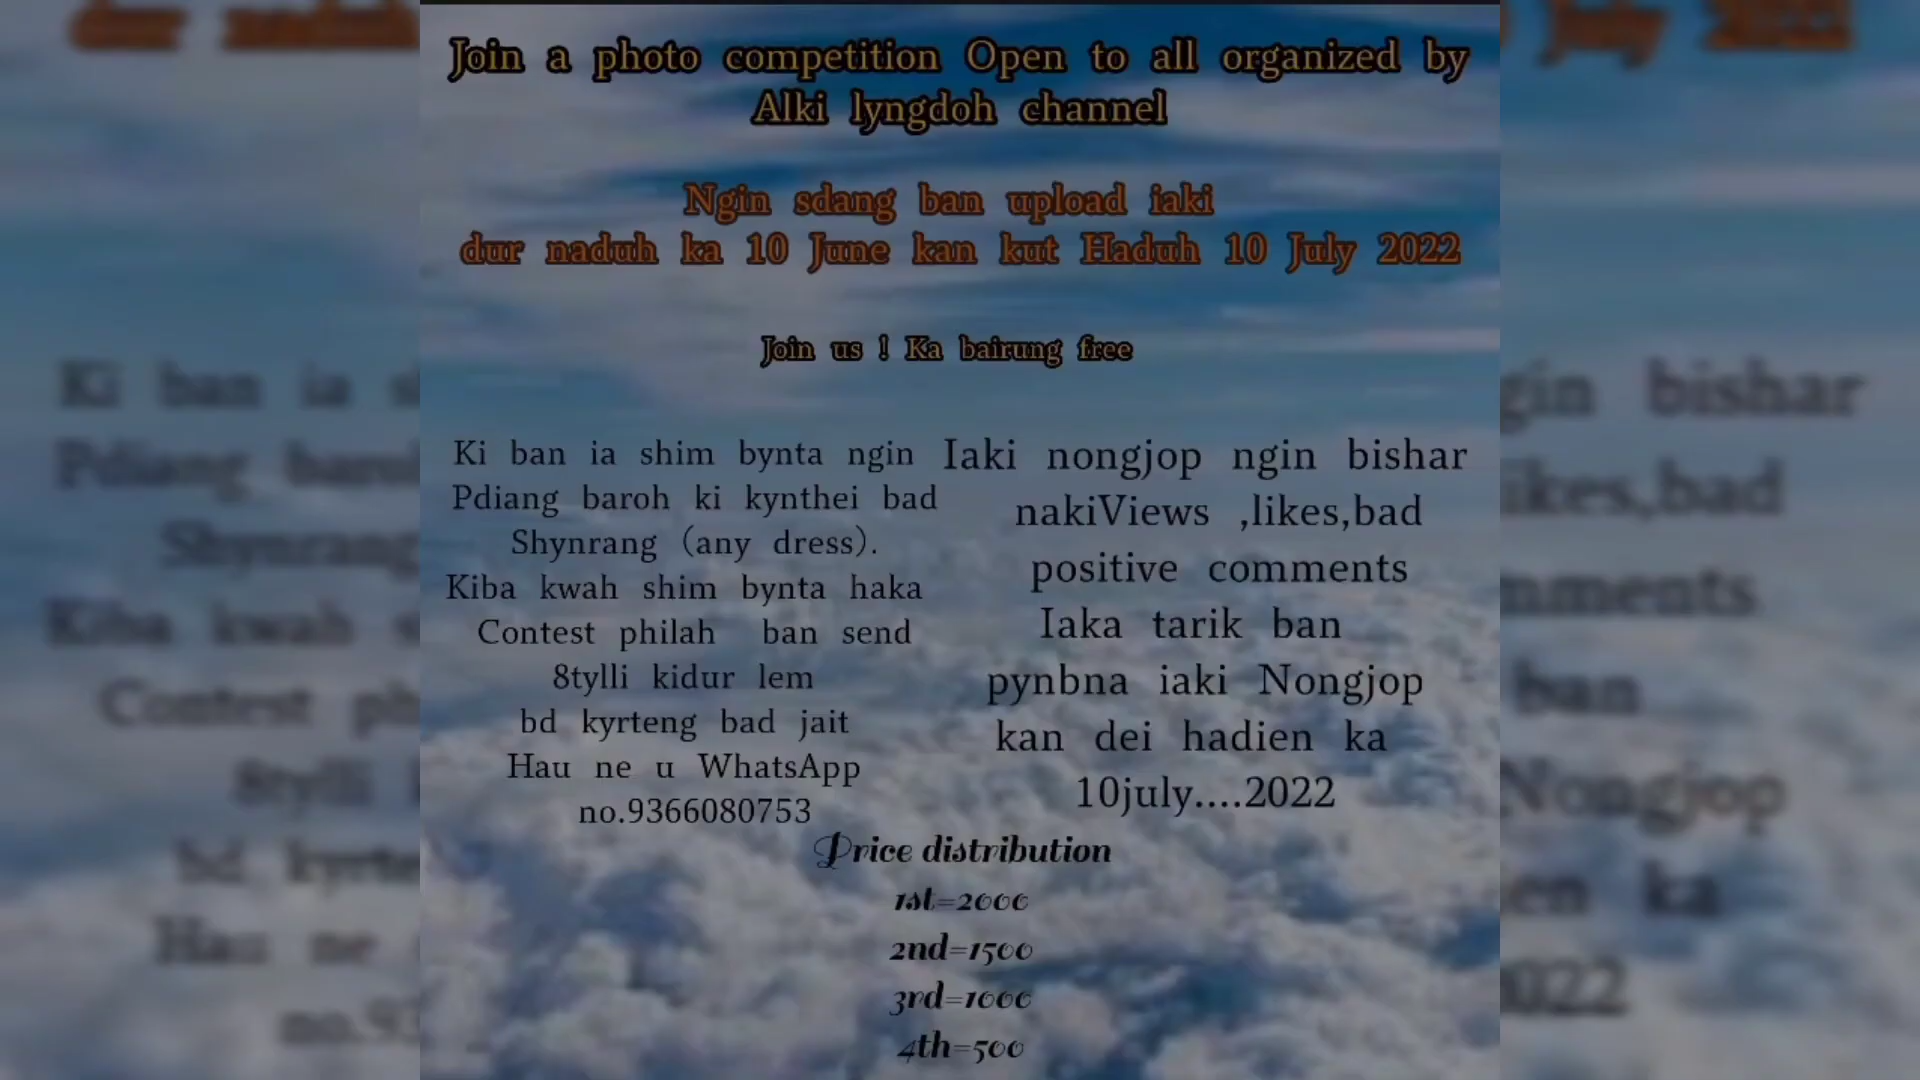 Join a photo competition Open to all organized by
Alki lyngdoh channel
Ngin sdang ban upload iaki
dur naduh ka 10 June kan kut Haduh 10 July 2022
Join us ! Ka bairung free
Ki ban ia shim bynta ngin
Pdiang baroh ki kynthei bad
Shynrang (any dress).
Kiba kwah shim bynta haka
Contest philah ban send
8tylli kidur lem
bd kyrteng bad jait
Hau ne u WhatsApp
no.9366080753
Iaki nongjop ngin bishar
nakiViews ,likes,bad
positive comments
Iaka tarik ban
pynbna iaki Nongjop
kan dei hadien ka
10july....2022
Price distribution
1st=2000
2nd=1500
3rd=1000
4th=500